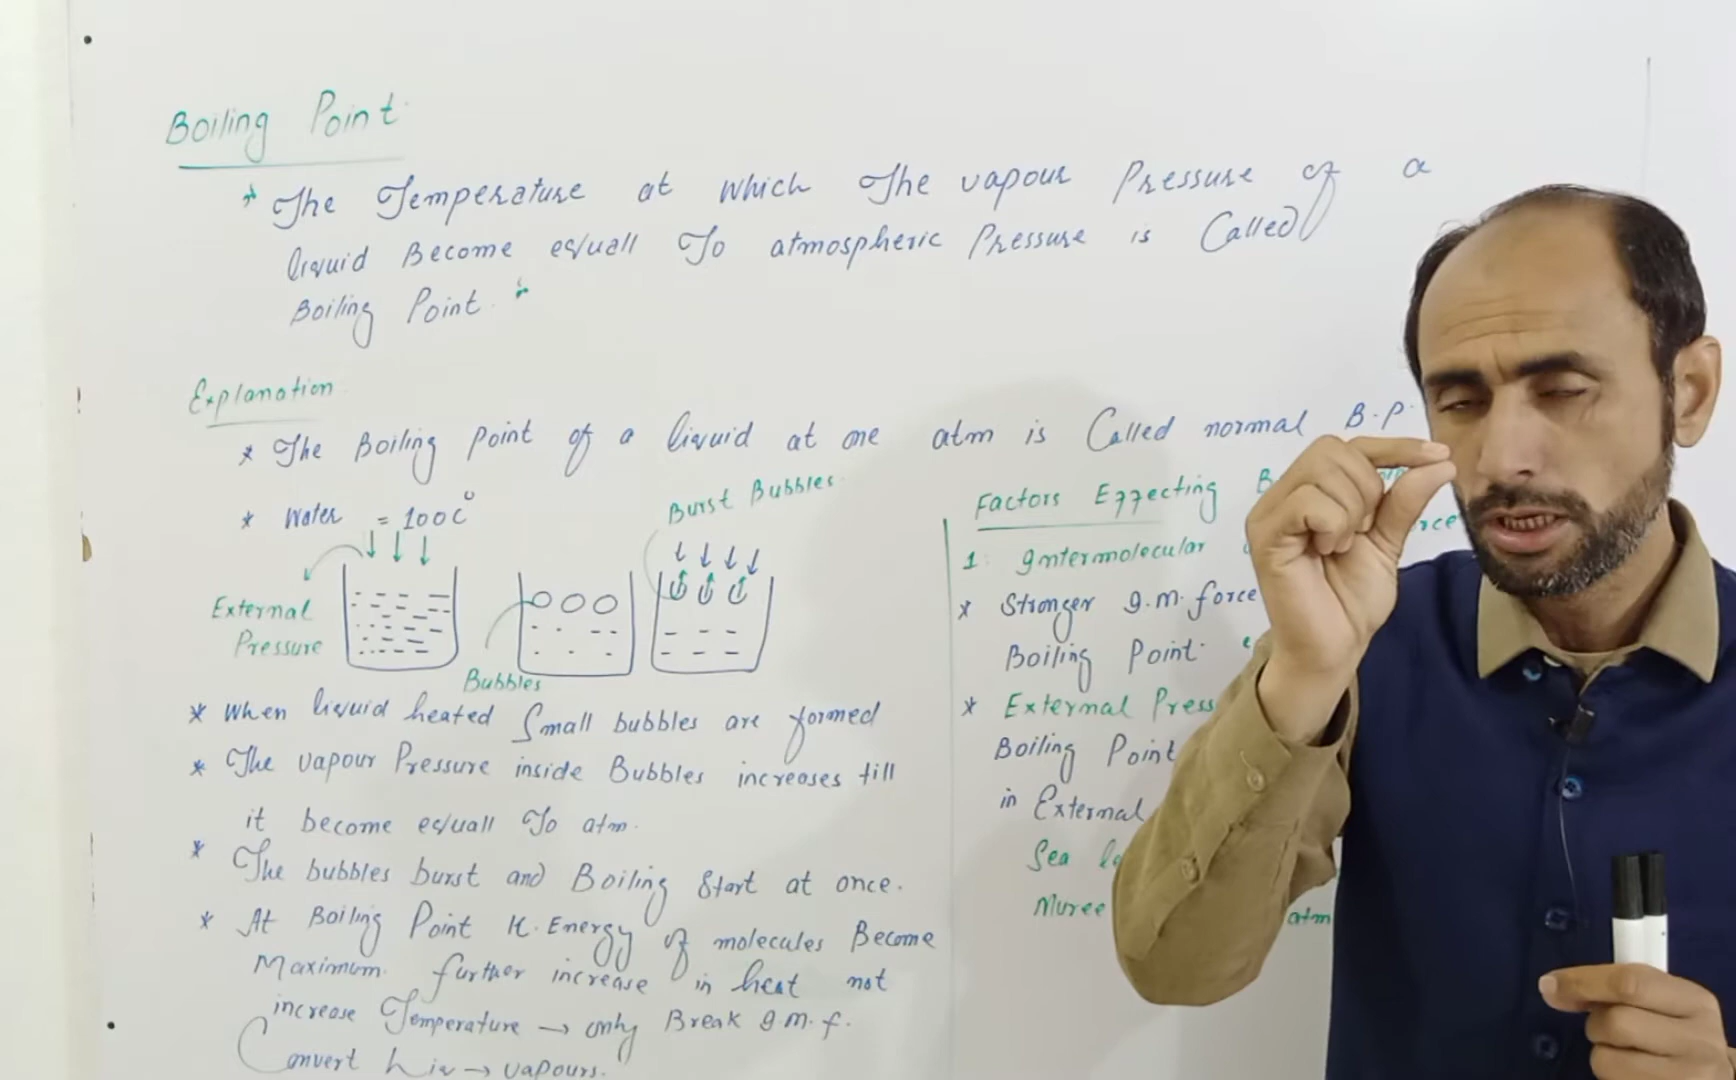 Boiling Point
* The Temperature at which The vapour Pressure of a
liquid Become equall To atmospheric Pressure is Called
Boiling Point.
Explanation
* The Boiling point of a liquid at one atm is Called normal B.P.
* Water = 100C°
External
Pressure
Bubbles
Burst Bubbles
* when liquid heated Small bubbles are formed
* The vapour Pressure inside Bubbles increases till
it become equall To atm.
* The bubbles burst and Boiling Start at once.
* At Boiling Point K.Energy of molecules Become
Maximum. further increase in heat not
increase Temperature → only Break I.m.f.
Convert Liq → vapours.
Factors Effecting
1: Intermolecular
* Stronger I.m. force
Boiling Point
* External Press
Boiling Point
in External
Sea
Muree
atm